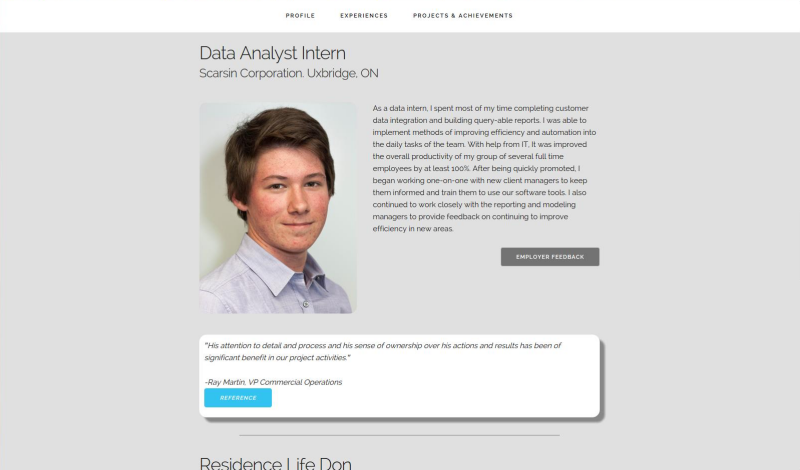 PROFILE EXPERIENCES PROJECTS & ACHIEVEMENTS
Data Analyst Intern
Scarsin Corporation. Uxbridge, ON
As a data intern, I spent most of my time completing customer
data integration and building query-able reports. I was able to
implement methods of improving efficiency and automation into
the daily tasks of the team. With help from IT, It was improved
the overall productivity of my group of several full time
employees by at least 100%. After being quickly promoted, I
began working one-on-one with new client managers to keep
them informed and train them to use our software tools. I also
continued to work closely with the reporting and modeling
managers to provide feedback on continuing to improve
efficiency in new areas.
EMPLOYER FEEDBACK
"His attention to detail and process and his sense of ownership over his actions and results has been of
significant benefit in our project activities."
-Ray Martin, VP Commercial Operations
REFERENCE
Residence Life Don